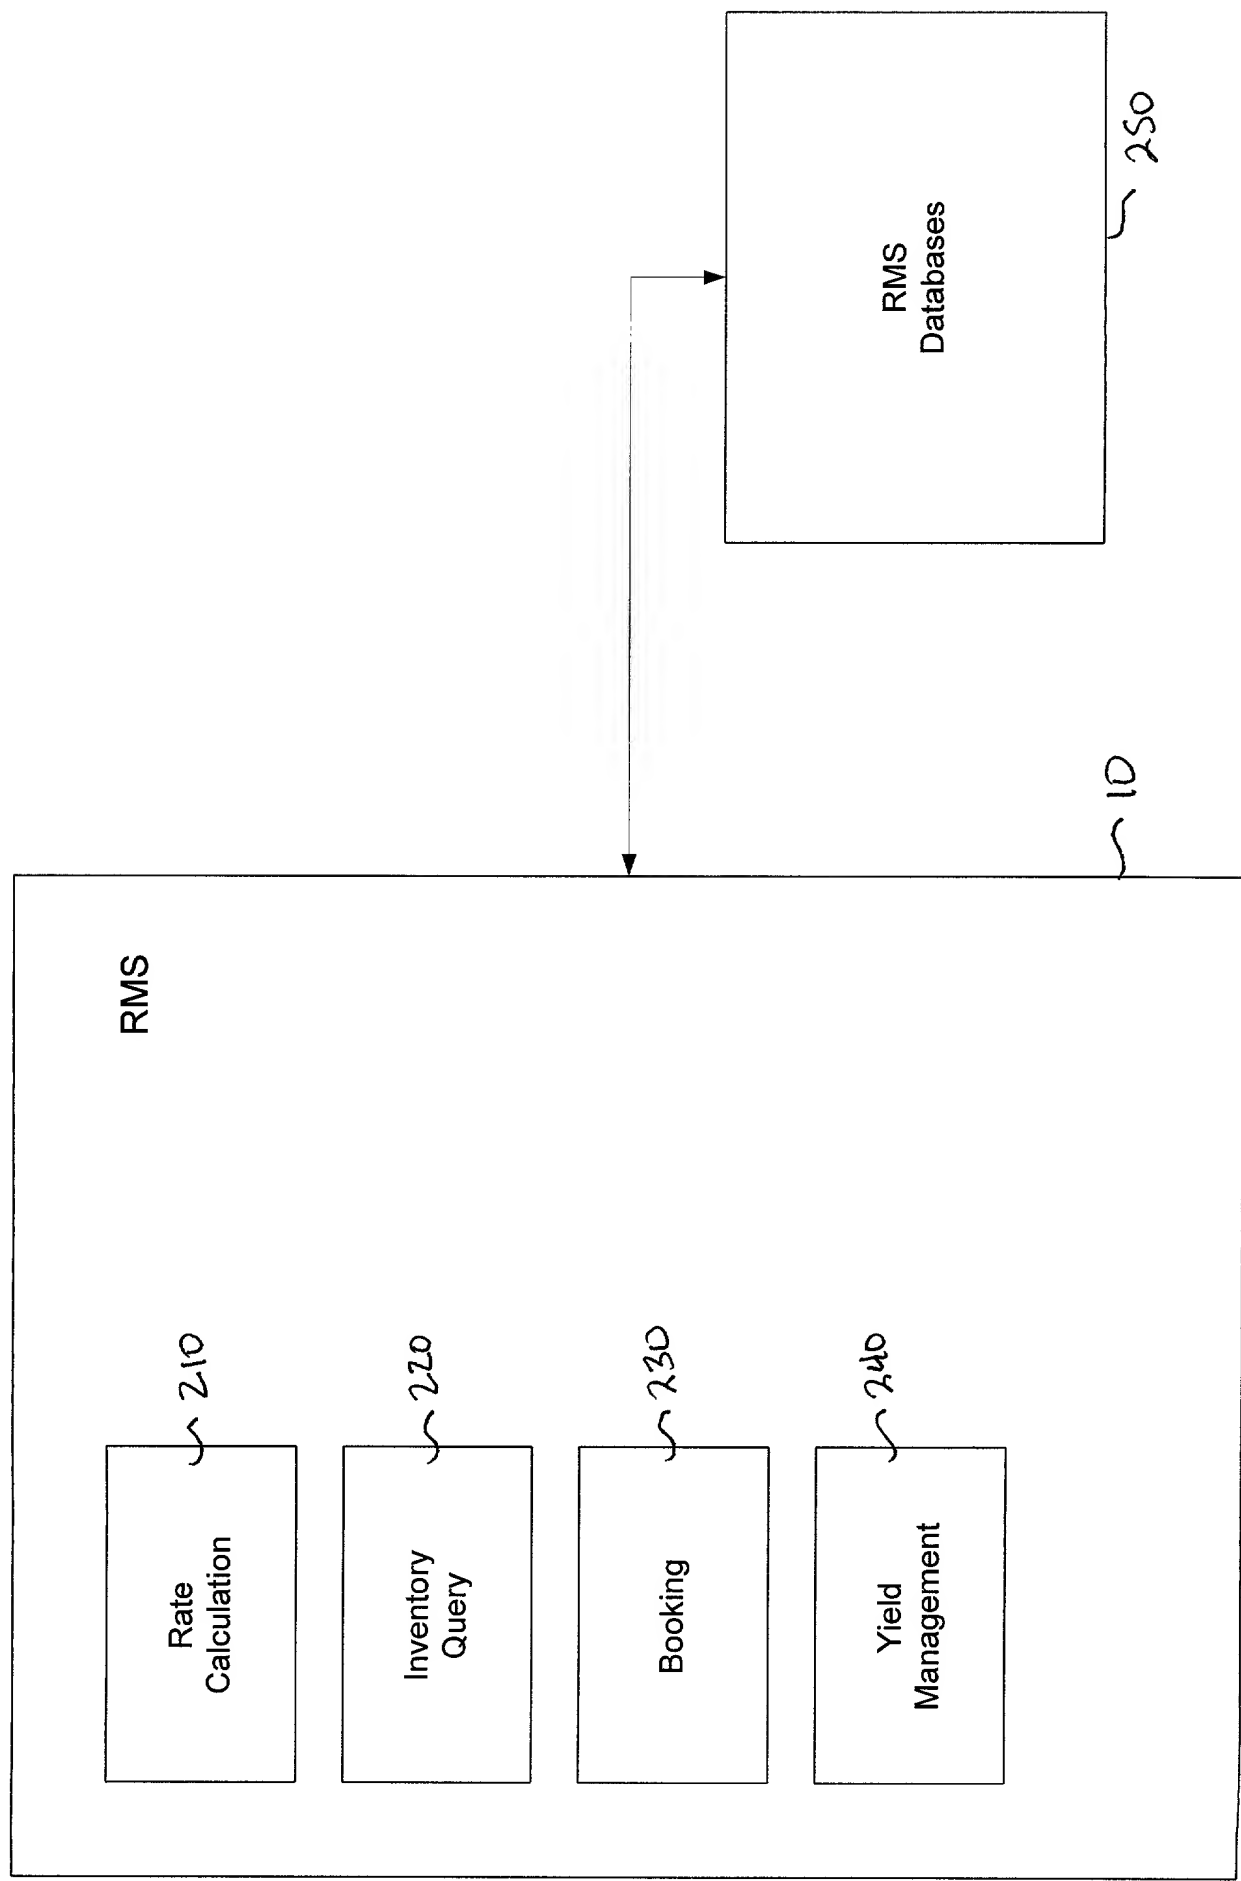 RMS
Rate
Calculation
210
Inventory
Query
220
Booking
230
Yield
Management
240
10
RMS
Databases
250